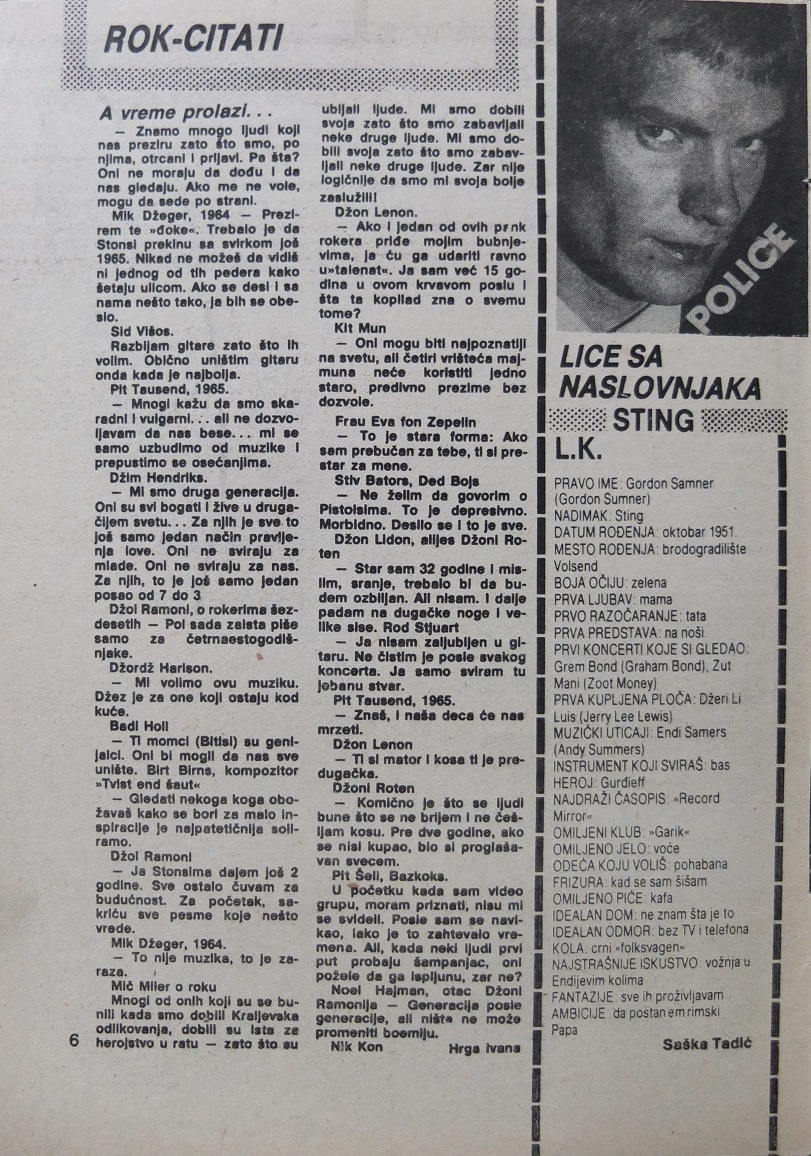 ROK-CITATI
A vreme prolazi...
— Znamo mnogo ljudi koji
nas preziru zato što smo, po
njima, otrcani i prljavi. Pa šta?
Oni ne moraju da dođu i da
nas gledaju. Ako me ne vole,
mogu da sede po strani.
Mik Džeger, 1964 — Prezi-
rem te »đoke«. Trebalo je da
Stonsi prekinu sa svirkom još
1965. Nikad ne možeš da vidiš
ni jednog od tih pedera kako
šetaju ulicom. Ako se desi i sa
nama nešto tako, ja bih se obe-
sio.
Sid Višos.
Razbijam gitare zato što ih
volim. Obično uništim gitaru
onda kada je najbolja.
Pit Tausend, 1965.
— Mnogi kažu da smo ska-
radni i vulgarni... ali ne dozvo-
ljavam da nas bese... mi se
samo uzbudimo od muzike i
prepustimo se osećanjima.
Džim Hendriks.
— Mi smo druga generacija.
Oni su svi bogati i žive u druga-
čijem svetu... Za njih je sve to
još samo jedan način pravlje-
nja love. Oni ne sviraju za
mlade. Oni ne sviraju za nas.
Za njih, to je još samo jedan
posao od 7 do 3
Džoi Ramoni, o rokerima šez-
desetih — Pol sada zaista piše
samo za četrnaestogodiš-
njake.
Džordž Harison.
— Mi volimo ovu muziku.
Džez je za one koji ostaju kod
kuće.
Badi Holi
— Ti momci (Bitlsi) su geni-
jalci. Oni bi mogli da nas sve
unište. Birt Birns, kompozitor
»Tvist end šaut«
— Gledati nekoga koga obo-
žavaš kako se bori za malo in-
spiracije je najpatetičnija soli-
ramo.
Džoi Ramoni
— Ja Stonsima dajem još 2
godine. Sve ostalo čuvam za
budućnost. Za početak, sa-
kriću sve pesme koje nešto
vrede.
Mik Džeger, 1964.
— To nije muzika, to je za-
raza.
Mič Miler o roku
Mnogi od onih koji su se bu-
nili kada smo dobili Kraljevska
odlikovanja, dobili su ista za
herojstvo u ratu — zato što su
6
ubijali ljude. Mi smo dobili
svoja zato što smo zabavljali
neke druge ljude. Mi smo do-
bili svoja zato što smo zabav-
ljali neke druge ljude. Zar nije
logičnije da smo mi svoja bolje
zaslužili!
Džon Lenon.
— Ako i jedan od ovih pank
rokera priđe mojim bubnje-
vima, ja ću ga udariti ravno
u»talenat«. Ja sam već 15 go-
dina u ovom krvavom poslu i
šta ta kopilad zna o svemu
tome?
Kit Mun
— Oni mogu biti najpoznatiji
na svetu, ali četiri vrišteća maj-
muna neće koristiti jedno
staro, predivno prezime bez
dozvole.
Frau Eva fon Zepelin
— To je stara forma: Ako
sam prebučan za tebe, ti si pre-
star za mene.
Stiv Bators, Ded Bojs
— Ne želim da govorim o
Pistolsima. To je depresivno.
Morbidno. Desilo se i to je sve.
Džon Lidon, alijes Džoni Ro-
ten
— Star sam 32 godine i mis-
lim, sranje, trebalo bi da bu-
dem ozbiljan. Ali nisam. I dalje
padam na dugačke noge i ve-
like sise. Rod Stjuart
— Ja nisam zaljubljen u gi-
taru. Ne čistim je posle svakog
koncerta. Ja samo sviram tu
jebanu stvar.
Pit Tausend, 1965.
— Znaš, i naša deca će nas
mrzeti.
Džon Lenon
— Ti si mator i kosa ti je pre-
dugačka.
Džoni Roten
— Komično je što se ljudi
bune što se ne brijem i ne češ-
ljam kosu. Pre dve godine, ako
se nisi kupao, bio si proglaša-
van svecem.
Pit Šeli, Bazkoks.
U početku kada sam video
grupu, moram priznati, nisu mi
se svideli. Posle sam se navi-
kao, iako je to zahtevalo vre-
mena. Ali, kada neki ljudi prvi
put probaju šampanjac, oni
požele da ga ispljunu, zar ne?
Noel Hajman, otac Džoni
Ramonija — Generacija posle
generacije, ali ništa ne može
promeniti boemiju.
Nik Kon Hrga Ivana
POLICE
LICE SA
NASLOVNJAKA
STING
L.K.
PRAVO IME: Gordon Samner
(Gordon Sumner)
NADIMAK: Sting
DATUM ROĐENJA: oktobar 1951.
MESTO ROĐENJA: brodogradilište
Volsend
BOJA OČIJU: zelena
PRVA LJUBAV: mama
PRVO RAZOČARANJE: tata
PRVA PREDSTAVA: na noši
PRVI KONCERTI KOJE SI GLEDAO:
Grem Bond (Graham Bond), Zut
Mani (Zoot Money)
PRVA KUPLJENA PLOČA: Džeri Li
Luis (Jerry Lee Lewis)
MUZIČKI UTICAJI: Endi Samers
(Andy Summers)
INSTRUMENT KOJI SVIRAŠ: bas
HEROJ: Gurđieff
NAJDRAŽI ČASOPIS: »Record
Mirror«
OMILJENI KLUB: »Garik«
OMILJENO JELO: voće
ODEĆA KOJU VOLIŠ: pohabana
FRIZURA: kad se sam šišam
OMILJENO PIĆE: kafa
IDEALAN DOM: ne znam šta je to
IDEALAN ODMOR: bez TV i telefona
KOLA: crni »folksvagen«
NAJSTRAŠNIJE ISKUSTVO: vožnja u
Endijevim kolima
FANTAZIJE: sve ih proživljavam
AMBICIJE: da postanem rimski
Papa
Saška Tadić